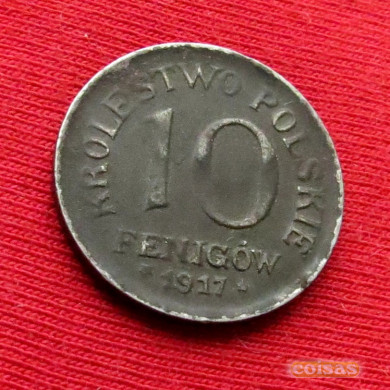 KRÓLESTWO POLSKIE
10
FENIGÓW
* 1917 *
coisas